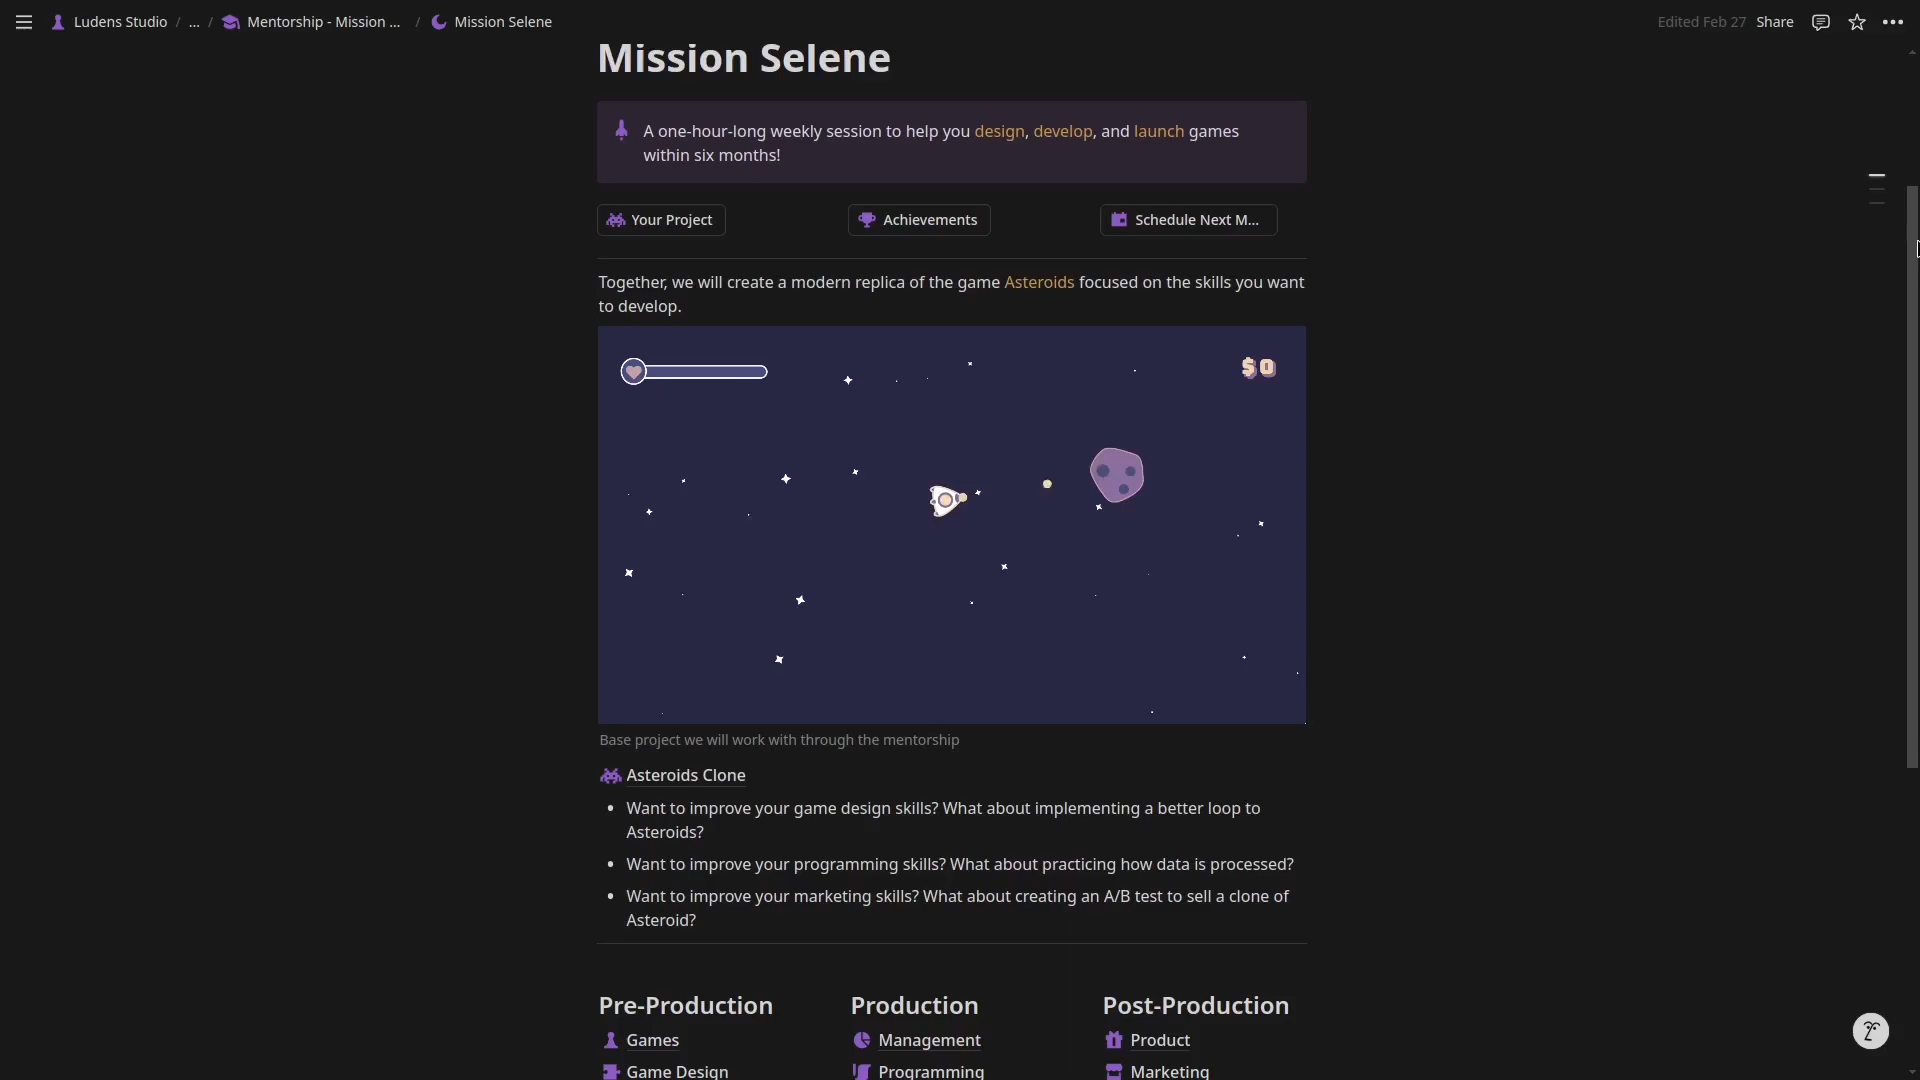 Ludens Studio / ... / Mentorship - Mission ... / Mission Selene
Edited Feb 27 Share
Mission Selene
A one-hour-long weekly session to help you design, develop, and launch games
within six months!
Your Project
Achievements
Schedule Next M...
Together, we will create a modern replica of the game Asteroids focused on the skills you want
to develop.
$0
Base project we will work with through the mentorship
Asteroids Clone
• Want to improve your game design skills? What about implementing a better loop to
Asteroids?
• Want to improve your programming skills? What about practicing how data is processed?
• Want to improve your marketing skills? What about creating an A/B test to sell a clone of
Asteroid?
Pre-Production
Games
Game Design
Production
Management
Programming
Post-Production
Product
Marketing